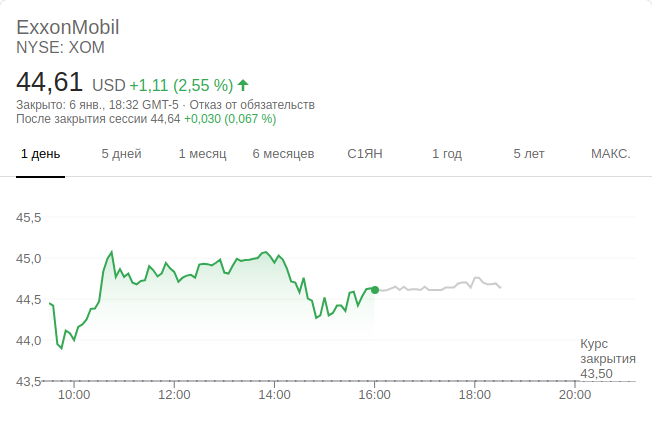 ExxonMobil
NYSE: XOM
44,61 USD +1,11 (2,55 %)
Закрыто: 6 янв., 18:32 GMT-5 · Отказ от обязательств
После закрытия сессии 44,64 +0,030 (0,067 %)
1 день 5 дней 1 месяц 6 месяцев С1ЯН 1 год 5 лет МАКС.
45,5
45,0
44,5
44,0
43,5
Курс
закрытия
43,50
10:00 12:00 14:00 16:00 18:00 20:00